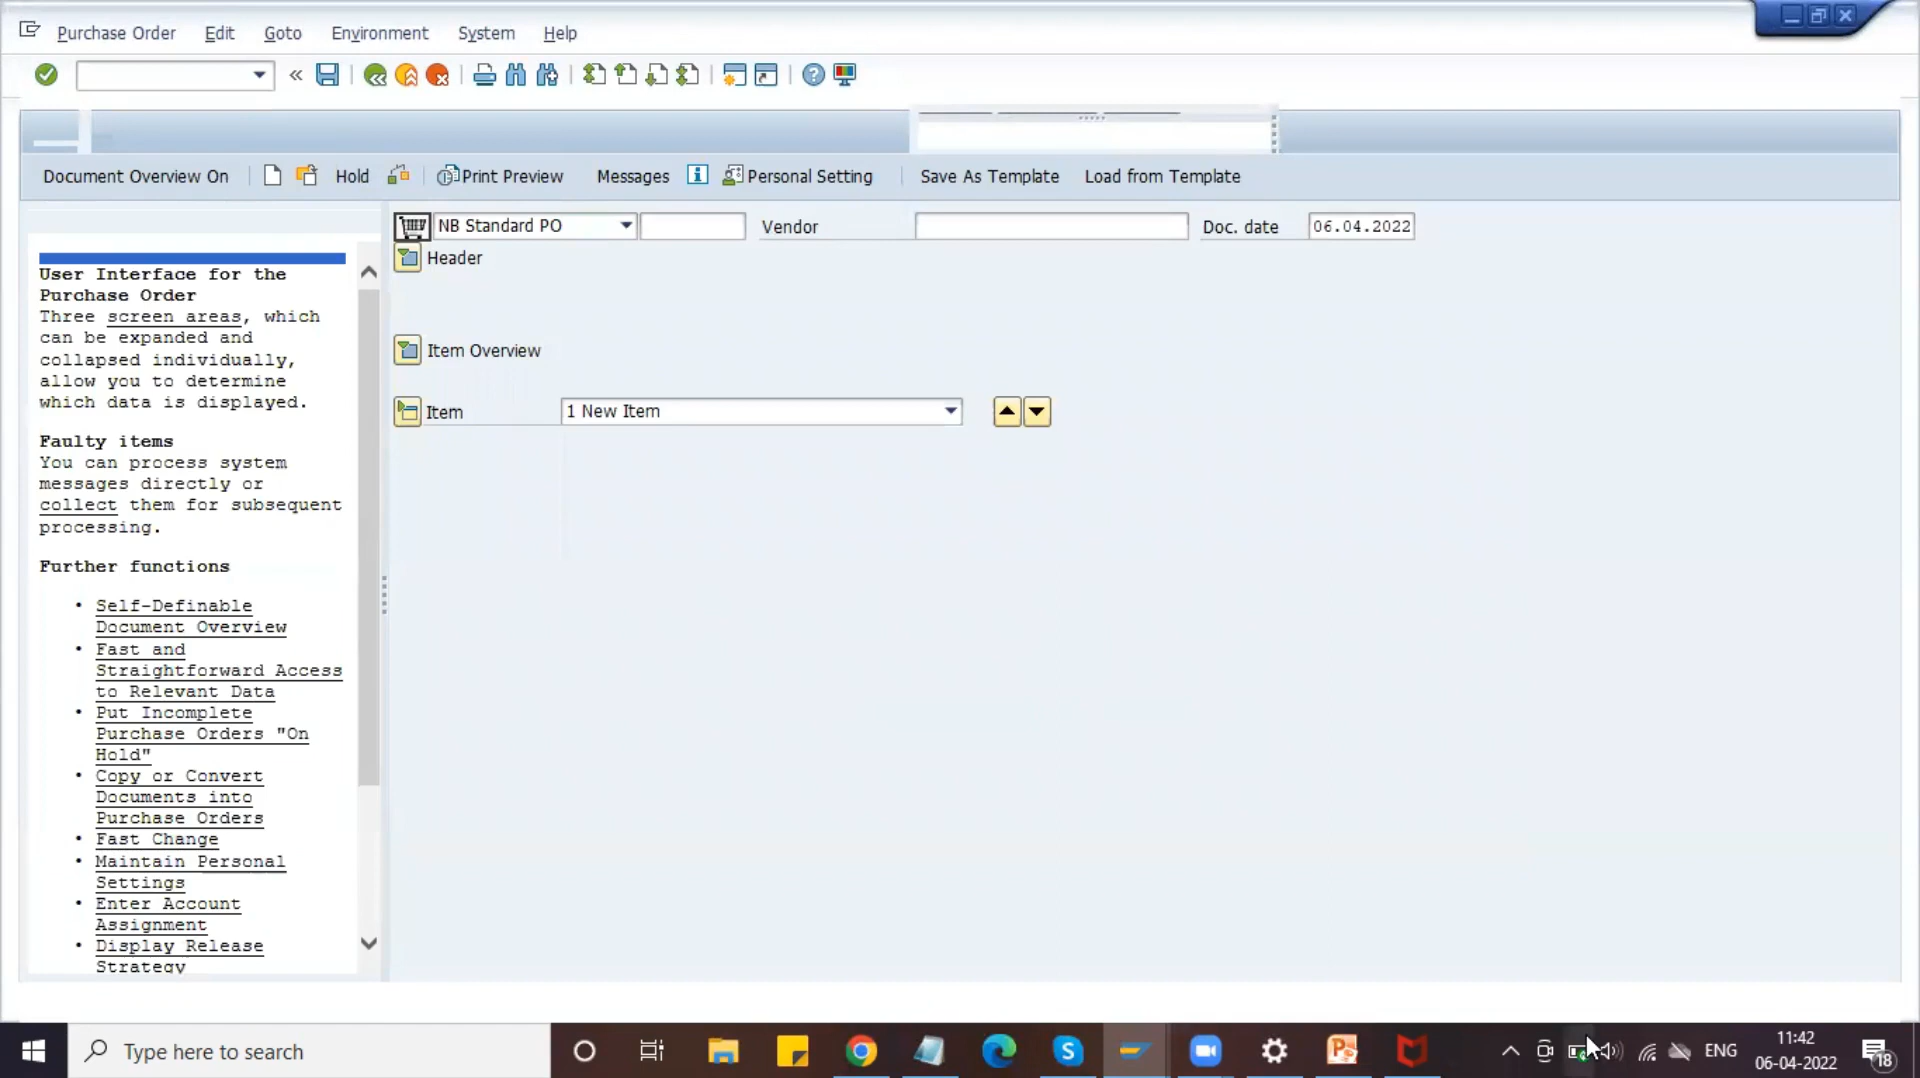 Purchase Order Edit Goto Environment System Help
Document Overview On Hold Print Preview Messages Personal Setting Save As Template Load from Template
NB Standard PO Vendor Doc. date 06.04.2022
Header
Item Overview
Item 1 New Item
User Interface for the
Purchase Order
Three screen areas, which
can be expanded and
collapsed individually,
allow you to determine
which data is displayed.
Faulty items
You can process system
messages directly or
collect them for subsequent
processing.
Further functions
• Self-Definable
Document Overview
• Fast and
Straightforward Access
to Relevant Data
• Put Incomplete
Purchase Orders "On
Hold"
• Copy or Convert
Documents into
Purchase Orders
• Fast Change
• Maintain Personal
Settings
• Enter Account
Assignment
• Display Release
Strategy
Type here to search
ENG
11:42
06-04-2022
18